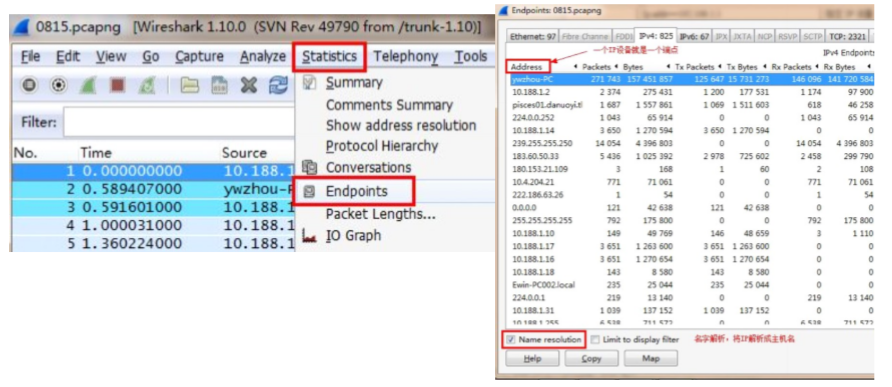 0815.pcapng [Wireshark 1.10.0 (SVN Rev 49790 from /trunk-1.10)]
File Edit View Go Capture Analyze Statistics Telephony Tools
Summary
Comments Summary
Show address resolution
Protocol Hierarchy
Conversations
Endpoints
Packet Lengths...
IO Graph
Filter:
No. Time Source
1 0.000000000 10.188.1
2 0.589407000 ywzhou-P
3 0.591601000 10.188.1
4 1.000031000 10.188.1
5 1.360224000 10.188.1
Endpoints: 0815.pcapng
Ethernet: 97 Fibre Channel FDDI IPv4: 825 IPv6: 67 IPX JXTA NCP RSVP SCTP TCP: 2321
一个IP设备就是一个端点
IPv4 Endpoints
Address Packets Bytes Tx Packets Tx Bytes Rx Packets Rx Bytes
ywzhou-PC 271 743 157 451 857 125 647 15 731 273 146 096 141 720 584
10.188.1.2 2 374 275 431 1 200 177 531 1 174 97 900
pisces01.danuoyi.tl 1 687 1 557 861 1 069 1 511 603 618 46 258
224.0.0.252 1 043 65 914 0 0 1 043 65 914
10.188.1.14 3 650 1 270 594 3 650 1 270 594 0 0
239.255.255.250 14 054 4 396 803 0 0 14 054 4 396 803
183.60.50.33 5 436 1 025 392 2 978 725 602 2 458 299 790
180.153.21.109 3 168 1 60 2 108
10.4.204.21 771 71 061 0 0 771 71 061
222.186.63.26 1 54 0 0 1 54
0.0.0.0 121 42 638 121 42 638 0 0
255.255.255.255 792 175 800 0 0 792 175 800
10.188.1.10 149 49 769 146 48 659 3 1 110
10.188.1.17 3 651 1 263 600 3 651 1 263 600 0 0
10.188.1.16 3 651 1 270 654 3 651 1 270 654 0 0
10.188.1.18 143 8 580 143 8 580 0 0
Ewin-PC002.local 235 25 044 235 25 044 0 0
224.0.0.1 219 13 140 0 0 219 13 140
10.188.1.31 1 039 137 152 1 039 137 152 0 0
10.188.1.255 6 538 711 572 0 0 6 538 711 572
Name resolution Limit to display filter 名字解析，将IP解析成主机名
Help Copy Map